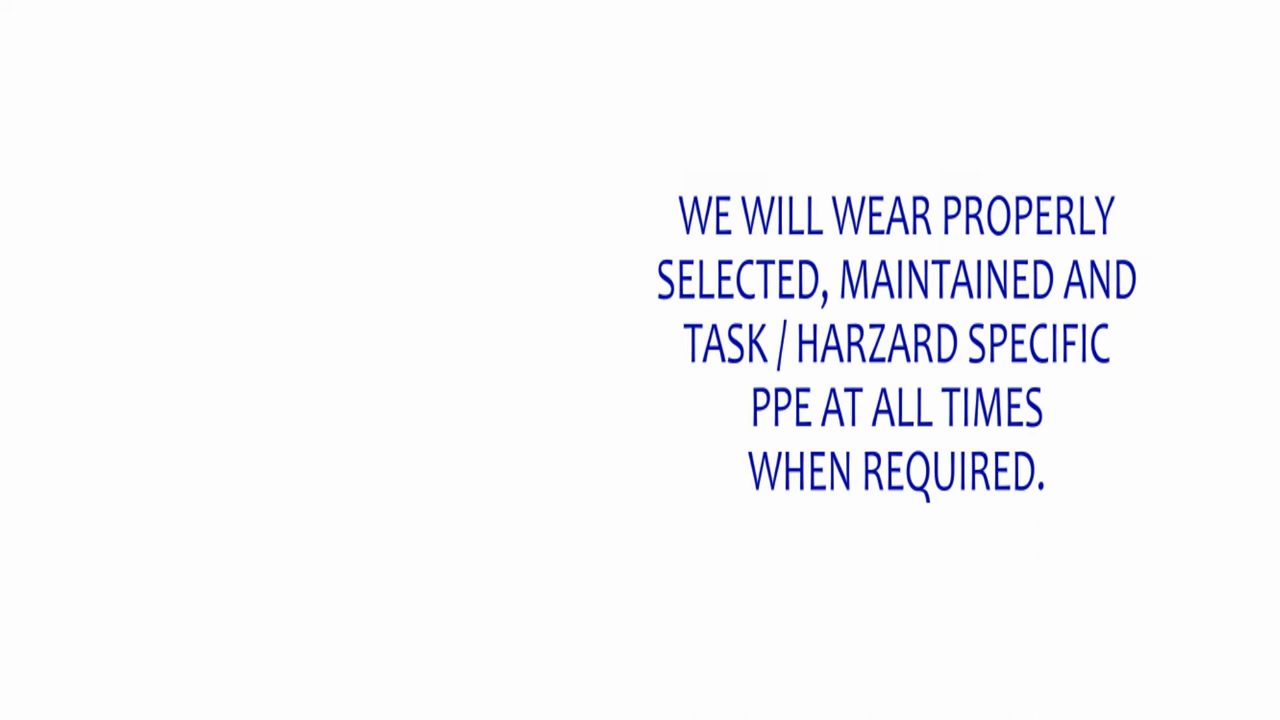 WE WILL WEAR PROPERLY
SELECTED, MAINTAINED AND
TASK / HARZARD SPECIFIC
PPE AT ALL TIMES
WHEN REQUIRED.